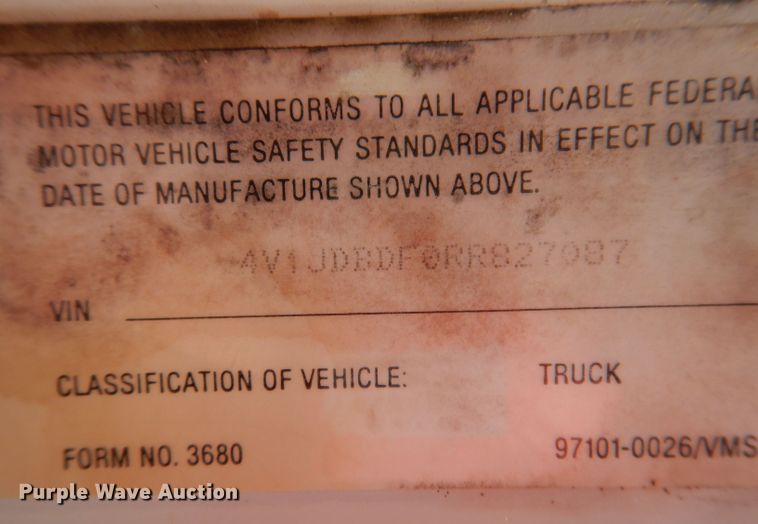 THIS VEHICLE CONFORMS TO ALL APPLICABLE FEDERA
MOTOR VEHICLE SAFETY STANDARDS IN EFFECT ON THE
DATE OF MANUFACTURE SHOWN ABOVE.
4V1JDBDF0RR827087
VIN
CLASSIFICATION OF VEHICLE: TRUCK
FORM NO. 3680 97101-0026/VMS
Purple Wave Auction